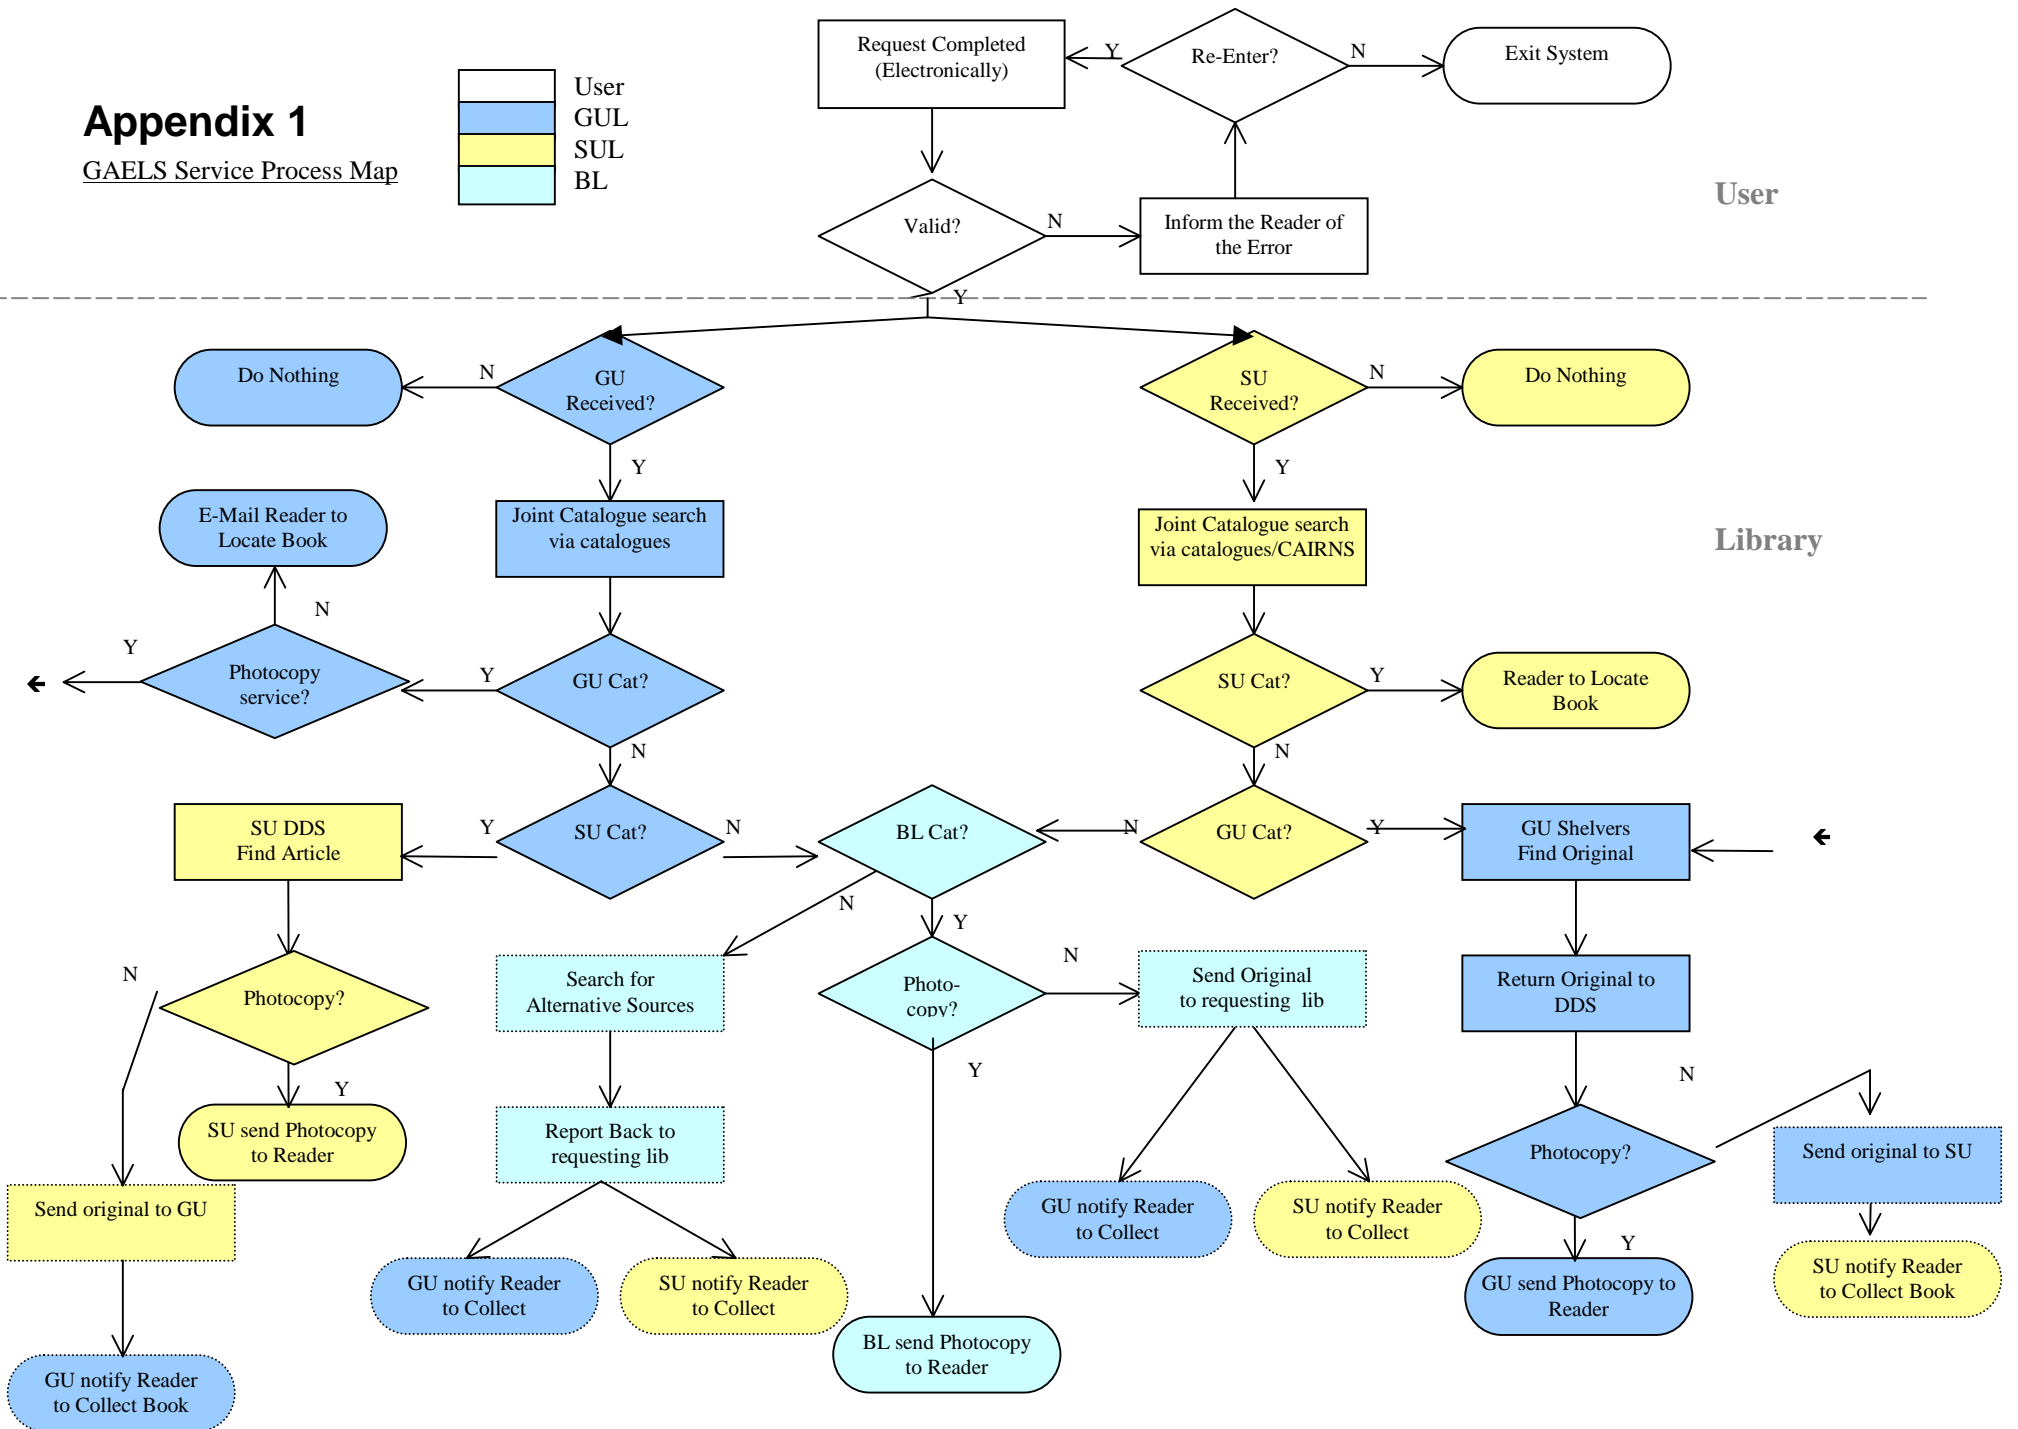 Appendix 1
GAELS Service Process Map
User
GUL
SUL
BL
Request Completed
(Electronically)
Y
Re-Enter?
N
Exit System
Valid?
N
Inform the Reader of
the Error
User
Y
Do Nothing
N
GU
Received?
Y
SU
Received?
N
Do Nothing
Y
E-Mail Reader to
Locate Book
Joint Catalogue search
via catalogues
Joint Catalogue search
via catalogues/CAIRNS
Library
N
Y
Photocopy
service?
Y
GU Cat?
N
SU Cat?
Y
Reader to Locate
Book
N
SU DDS
Find Article
Y
SU Cat?
N
BL Cat?
N
GU Cat?
Y
GU Shelvers
Find Original
N
Y
N
Photocopy?
Y
Search for
Alternative Sources
Photo-
copy?
N
Y
Send Original
to requesting lib
Return Original to
DDS
N
SU send Photocopy
to Reader
Report Back to
requesting lib
Photocopy?
Y
Send original to SU
Send original to GU
GU notify Reader
to Collect
SU notify Reader
to Collect
GU notify Reader
to Collect
SU notify Reader
to Collect
GU send Photocopy to
Reader
SU notify Reader
to Collect Book
BL send Photocopy
to Reader
GU notify Reader
to Collect Book